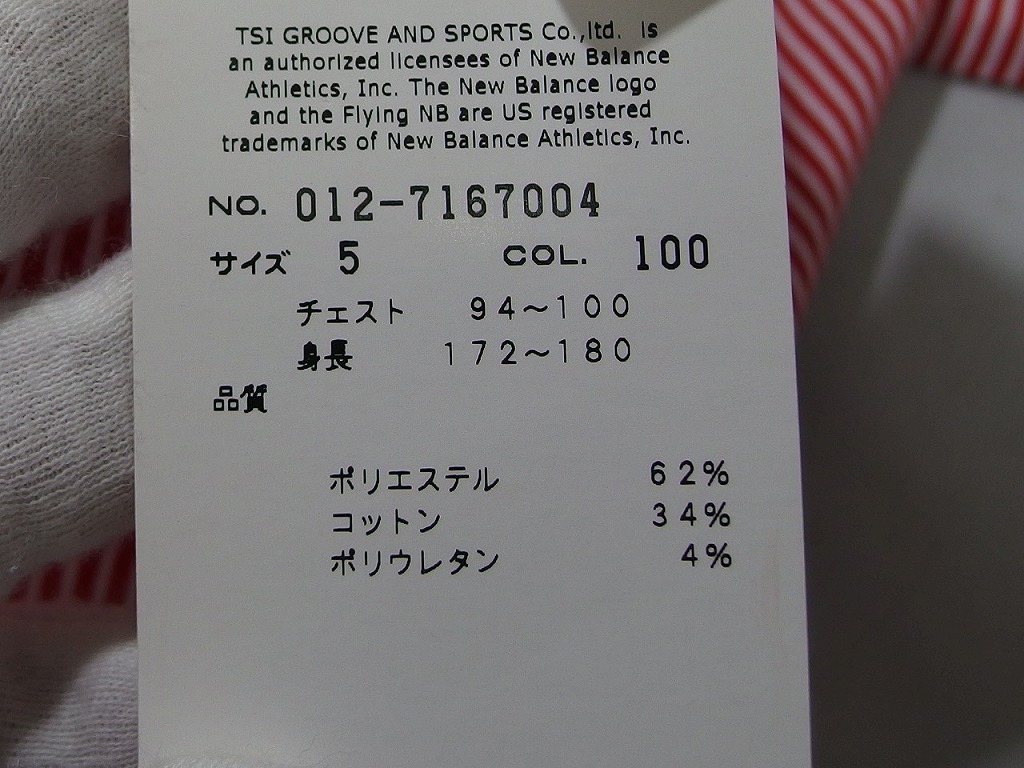 TSI GROOVE AND SPORTS Co.,ltd. is
an authorized licensees of New Balance
Athletics, Inc. The New Balance logo
and the Flying NB are US registered
trademarks of New Balance Athletics, Inc.
NO. 012-7167004
サイズ 5 COL. 100
チェスト 94～100
身長 172～180
品質
ポリエステル 62%
コットン 34%
ポリウレタン 4%